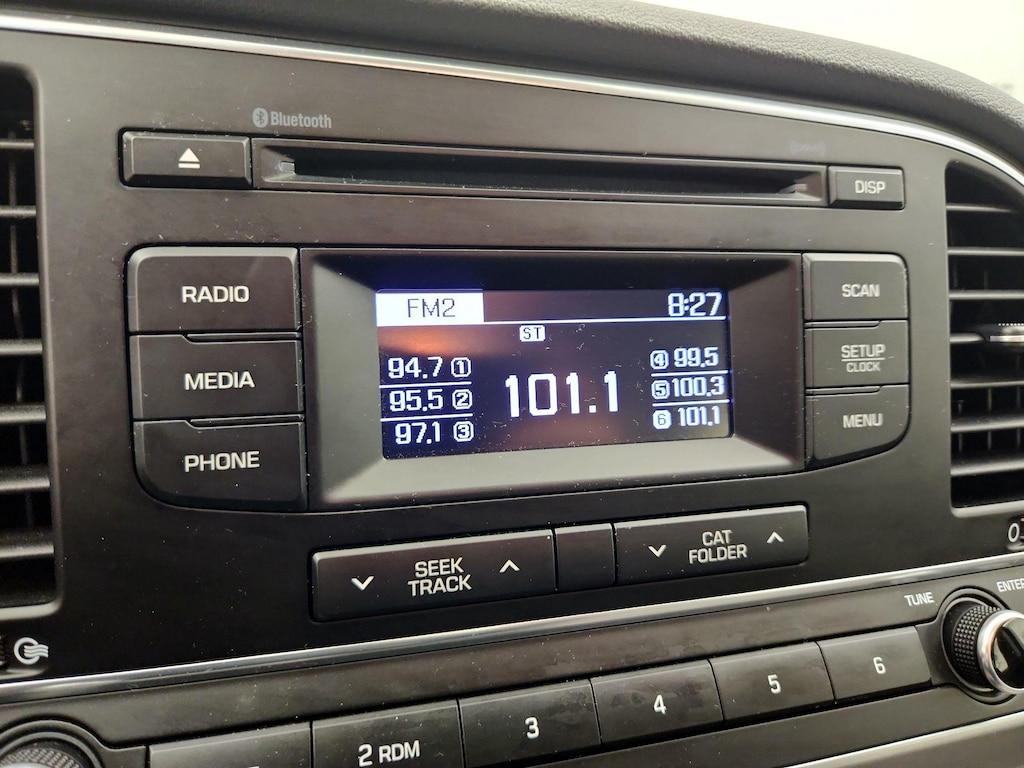 Bluetooth
DISP
RADIO
MEDIA
PHONE
FM2 8:27
ST
94.7 1
95.5 2
97.1 3
101.1
4 99.5
5 100.3
6 101.1
SCAN
SETUP
CLOCK
MENU
SEEK
TRACK
CAT
FOLDER
TUNE
ENTER
2 RDM
3
4
5
6